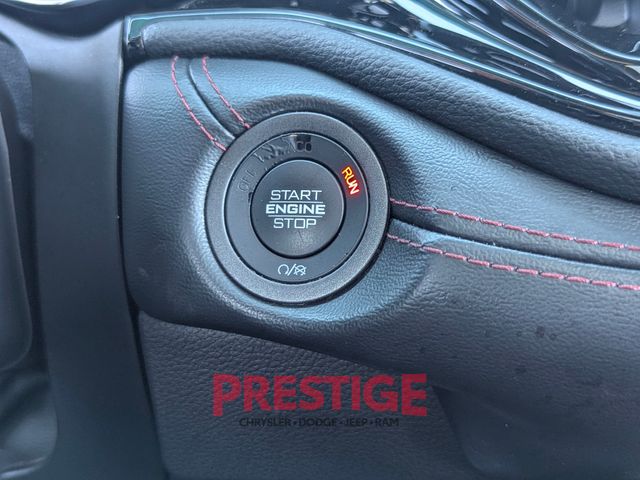 RUN
START
ENGINE
STOP
PRESTIGE
CHRYSLER • DODGE • JEEP • RAM